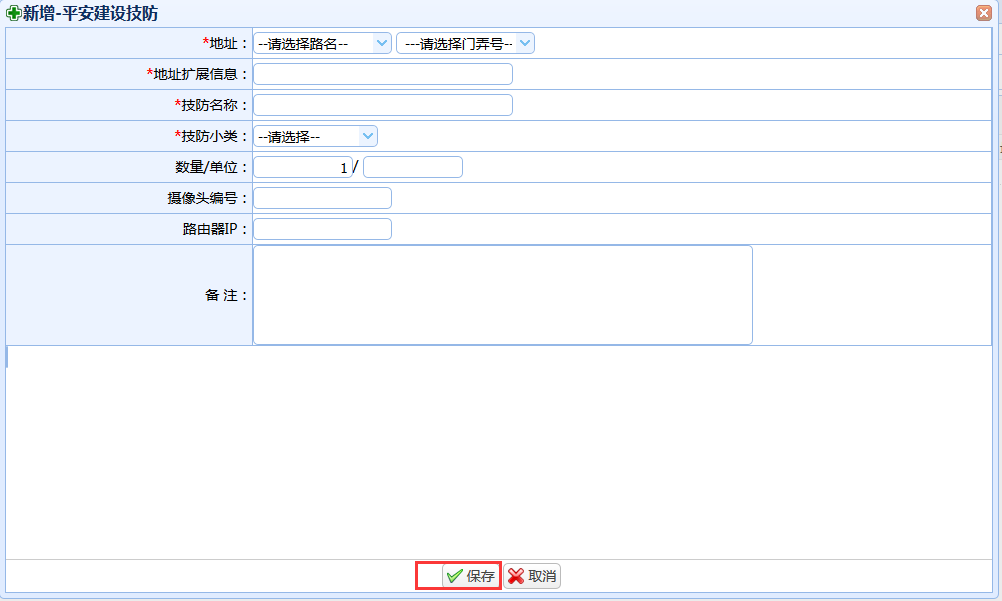 新增-平安建设技防
*地址： --请选择路名-- ---请选择门弄号--
*地址扩展信息：
*技防名称：
*技防小类： --请选择--
数量/单位： 1 /
摄像头编号：
路由器IP：
备 注：
保存 取消